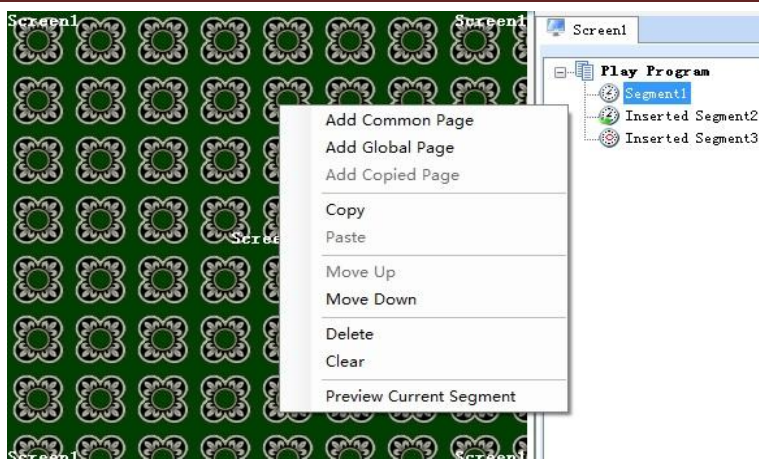 Screen1
Screen1
Screen1
Play Program
Segment1
Inserted Segment2
Inserted Segment3
Add Common Page
Add Global Page
Add Copied Page
Copy
Paste
Move Up
Move Down
Delete
Clear
Preview Current Segment
Screen1
Screen1